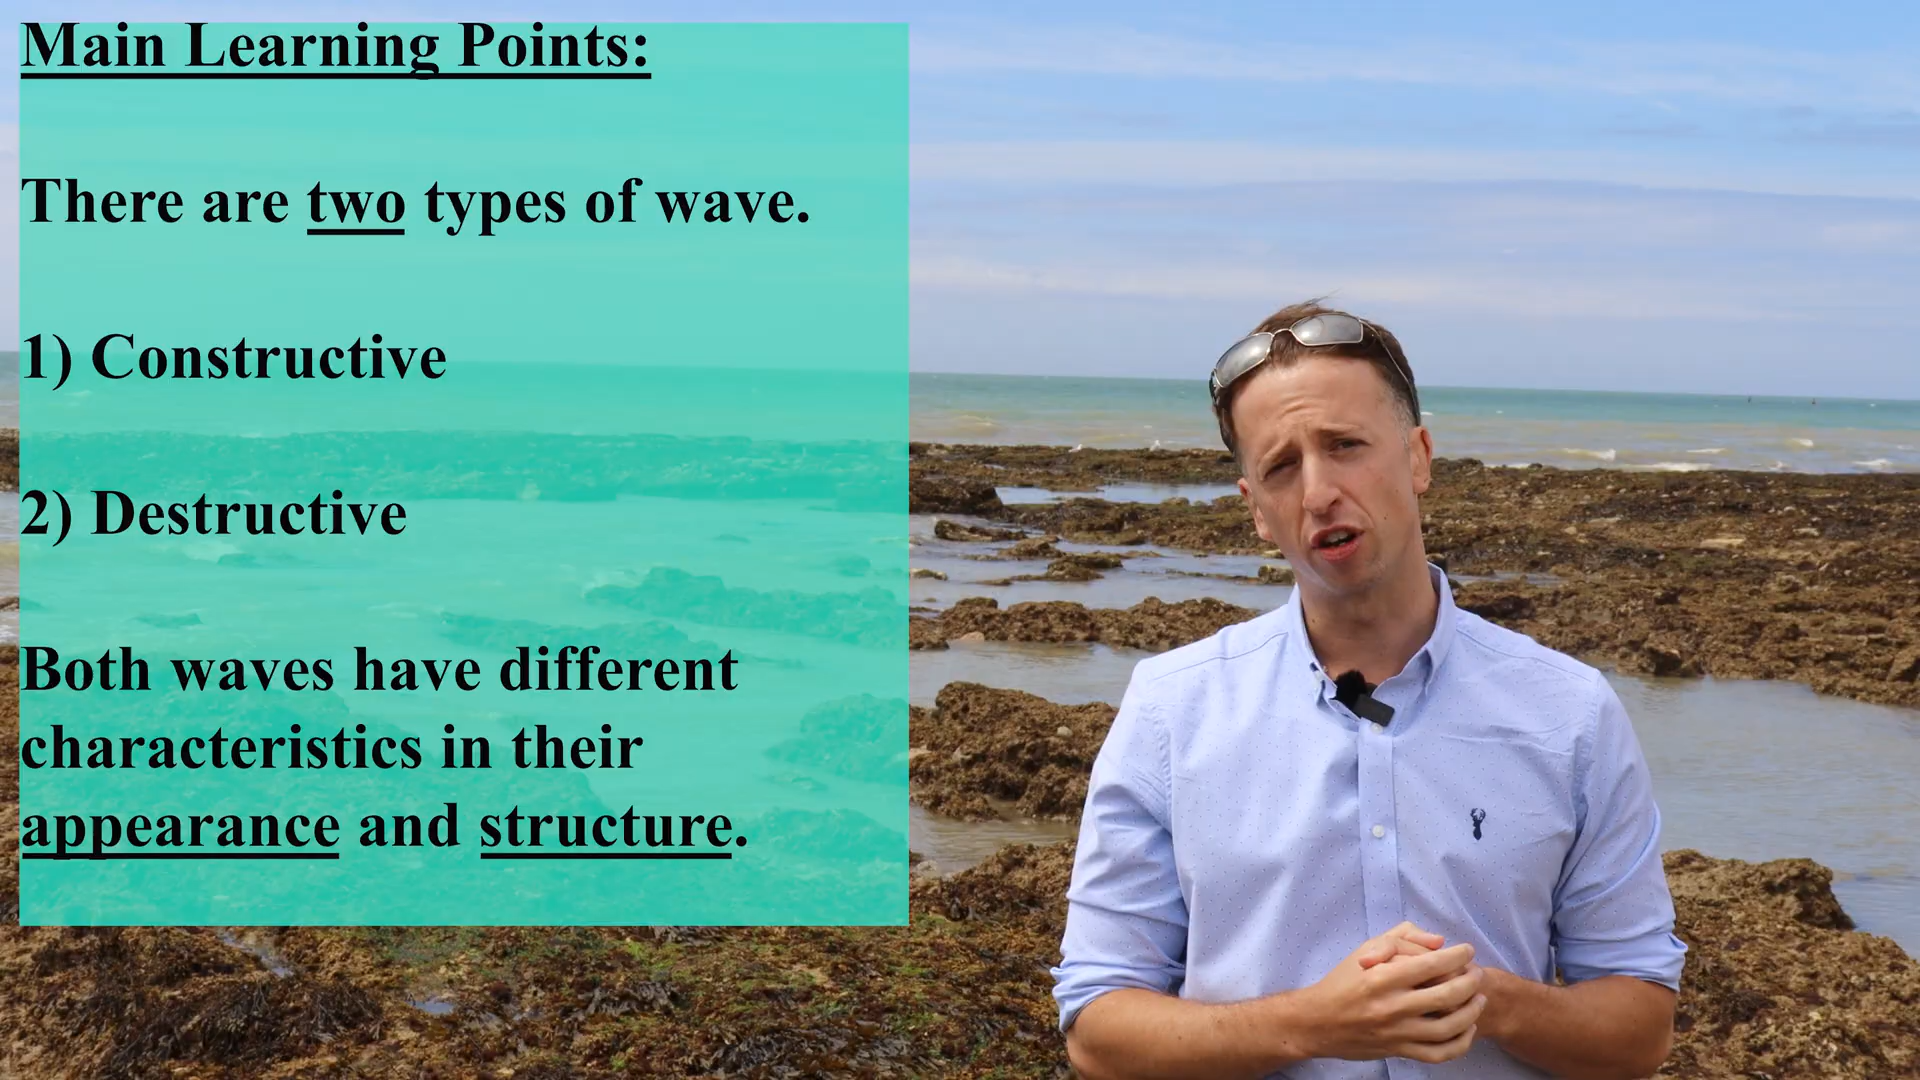 Main Learning Points:
There are two types of wave.
1) Constructive
2) Destructive
Both waves have different
characteristics in their
appearance and structure.